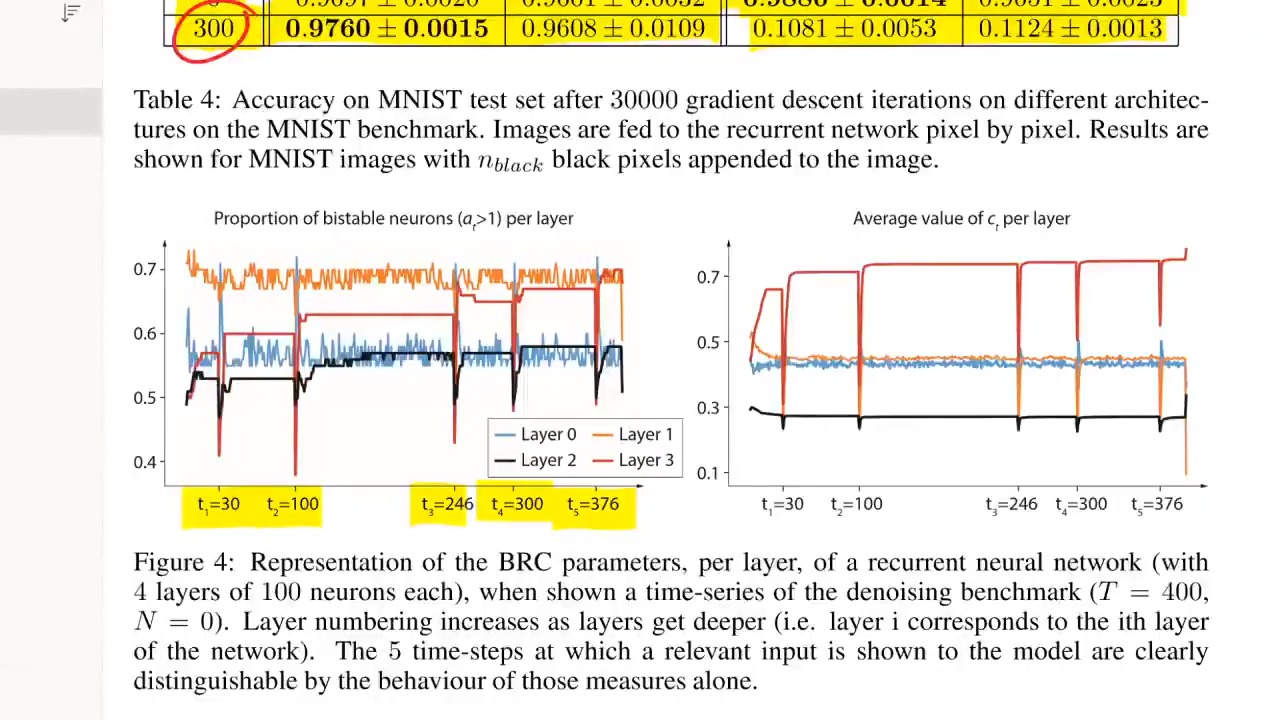 300 0.9760 ± 0.0015 0.9608 ± 0.0109 0.1081 ± 0.0053 0.1124 ± 0.0013
Table 4: Accuracy on MNIST test set after 30000 gradient descent iterations on different architec-
tures on the MNIST benchmark. Images are fed to the recurrent network pixel by pixel. Results are
shown for MNIST images with n_black black pixels appended to the image.
Proportion of bistable neurons (a_t>1) per layer
0.7
0.6
0.5
0.4
Layer 0 Layer 1
Layer 2 Layer 3
t_1=30 t_2=100 t_3=246 t_4=300 t_5=376
Average value of c_t per layer
0.7
0.5
0.3
0.1
t_1=30 t_2=100 t_3=246 t_4=300 t_5=376
Figure 4: Representation of the BRC parameters, per layer, of a recurrent neural network (with
4 layers of 100 neurons each), when shown a time-series of the denoising benchmark (T = 400,
N = 0). Layer numbering increases as layers get deeper (i.e. layer i corresponds to the ith layer
of the network). The 5 time-steps at which a relevant input is shown to the model are clearly
distinguishable by the behaviour of those measures alone.